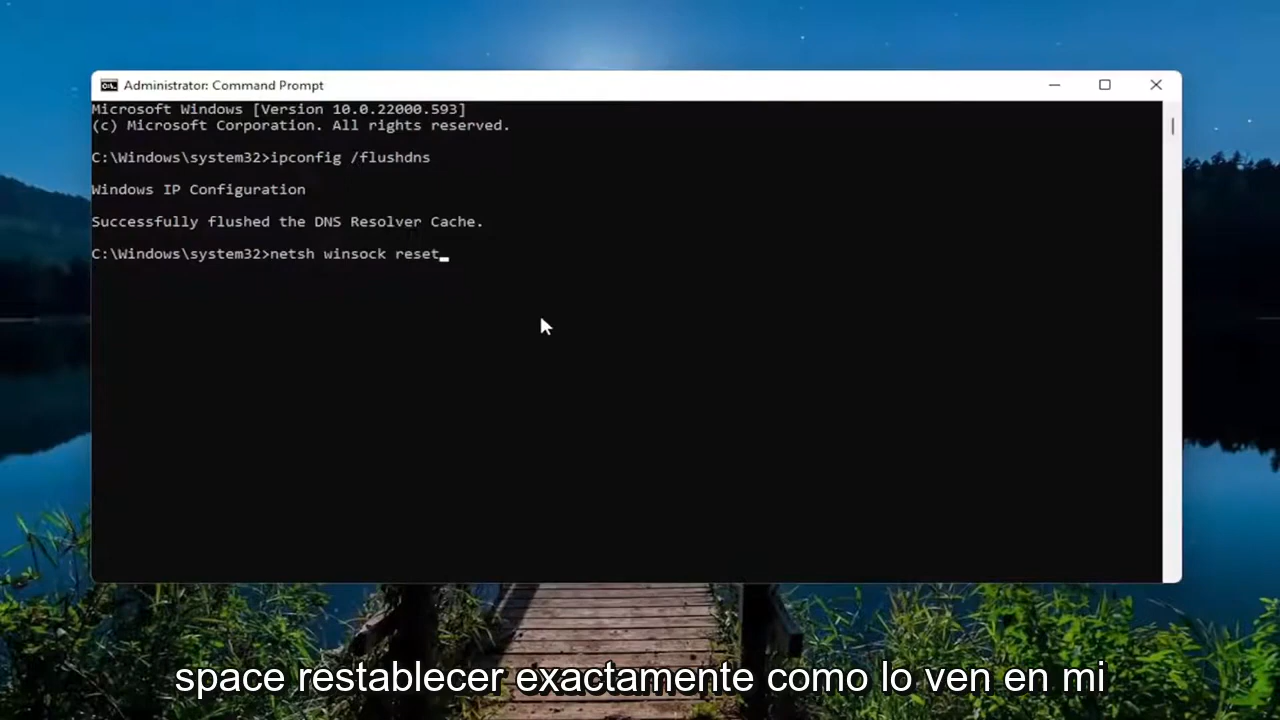 Administrator: Command Prompt
Microsoft Windows [Version 10.0.22000.593]
(c) Microsoft Corporation. All rights reserved.
C:\Windows\system32>ipconfig /flushdns
Windows IP Configuration
Successfully flushed the DNS Resolver Cache.
C:\Windows\system32>netsh winsock reset
space restablecer exactamente como lo ven en mi